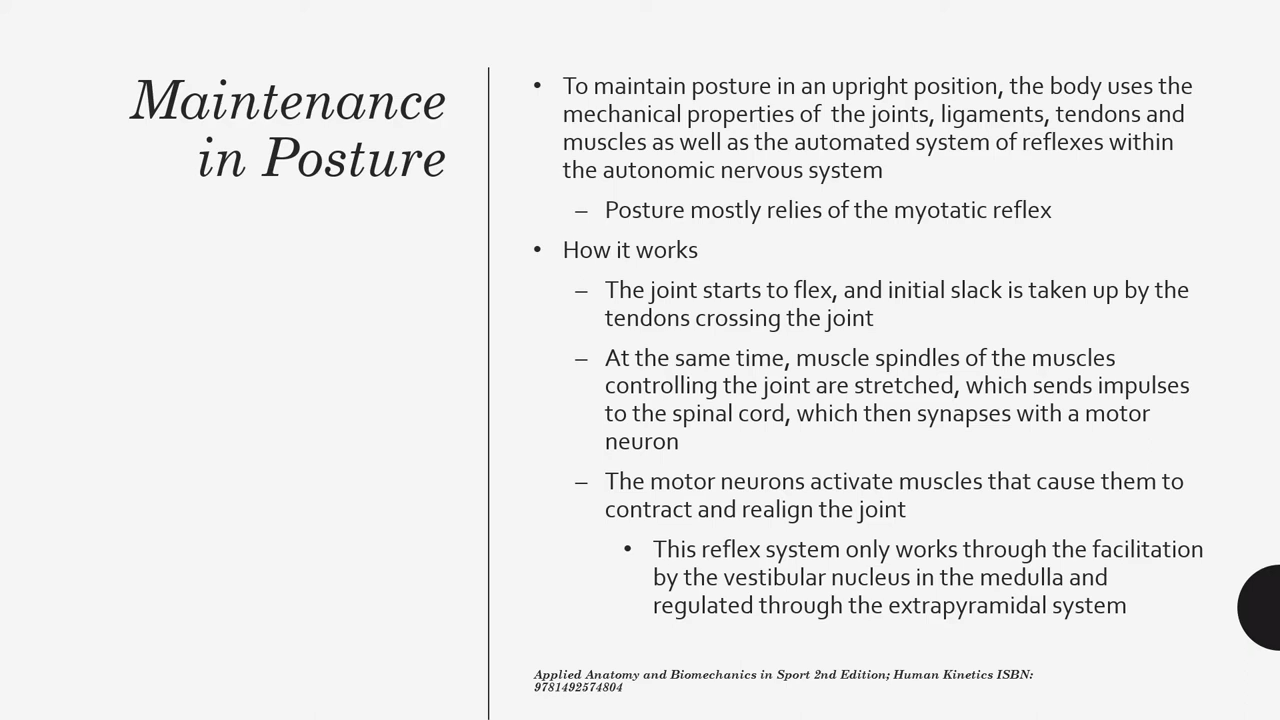 Maintenance
in Posture
• To maintain posture in an upright position, the body uses the
mechanical properties of  the joints, ligaments, tendons and
muscles as well as the automated system of reflexes within
the autonomic nervous system
– Posture mostly relies of the myotatic reflex
• How it works
– The joint starts to flex, and initial slack is taken up by the
tendons crossing the joint
– At the same time, muscle spindles of the muscles
controlling the joint are stretched, which sends impulses
to the spinal cord, which then synapses with a motor
neuron
– The motor neurons activate muscles that cause them to
contract and realign the joint
• This reflex system only works through the facilitation
by the vestibular nucleus in the medulla and
regulated through the extrapyramidal system
Applied Anatomy and Biomechanics in Sport 2nd Edition; Human Kinetics ISBN:
9781492574804